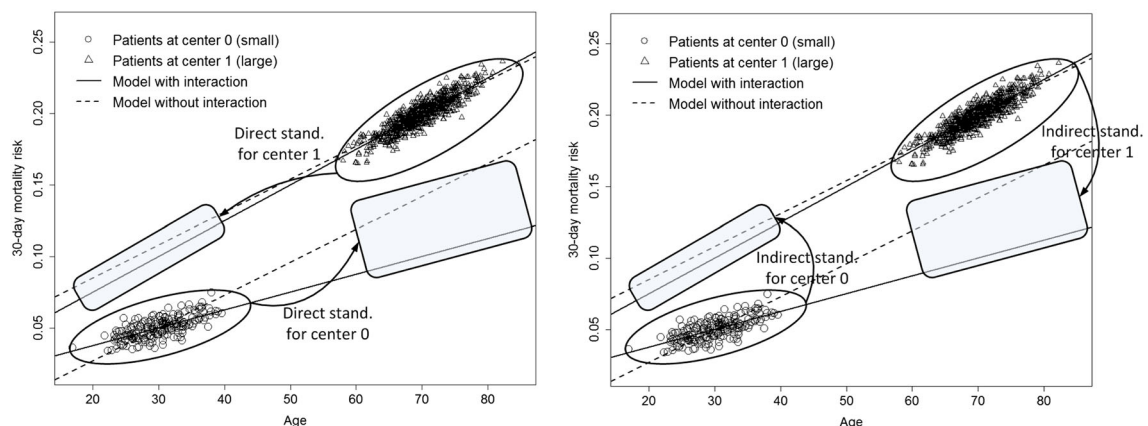 Patients at center 0 (small)
Patients at center 1 (large)
Model with interaction
Model without interaction
Direct stand.
for center 1
Direct stand.
for center 0
30-day mortality risk
0.25
0.20
0.15
0.10
0.05
20
30
40
50
60
70
80
Age
Patients at center 0 (small)
Patients at center 1 (large)
Model with interaction
Model without interaction
Indirect stand.
for center 1
Indirect stand.
for center 0
30-day mortality risk
0.25
0.20
0.15
0.10
0.05
20
30
40
50
60
70
80
Age